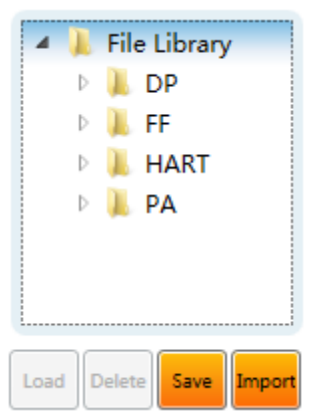 File Library
DP
FF
HART
PA
Load Delete Save Import